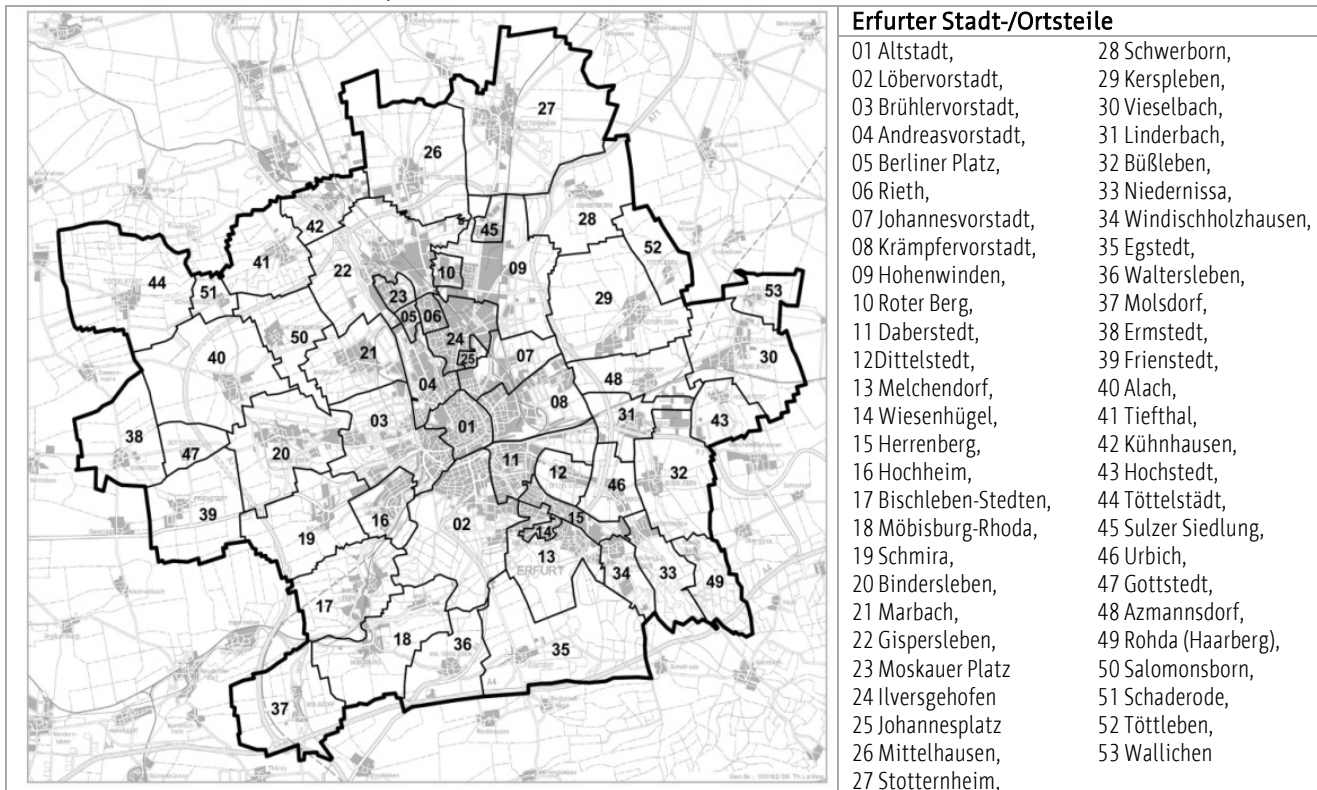 Erfurter Stadt-/Ortsteile
01 Altstadt,
02 Löbervorstadt,
03 Brühlervorstadt,
04 Andreasvorstadt,
05 Berliner Platz,
06 Rieth,
07 Johannesvorstadt,
08 Krämpfervorstadt,
09 Hohenwinden,
10 Roter Berg,
11 Daberstedt,
12Dittelstedt,
13 Melchendorf,
14 Wiesenhügel,
15 Herrenberg,
16 Hochheim,
17 Bischleben-Stedten,
18 Möbisburg-Rhoda,
19 Schmira,
20 Bindersleben,
21 Marbach,
22 Gispersleben,
23 Moskauer Platz
24 Ilversgehofen
25 Johannesplatz
26 Mittelhausen,
27 Stotternheim,
28 Schwerborn,
29 Kerspleben,
30 Vieselbach,
31 Linderbach,
32 Büßleben,
33 Niedernissa,
34 Windischholzhausen,
35 Egstedt,
36 Waltersleben,
37 Molsdorf,
38 Ermstedt,
39 Frienstedt,
40 Alach,
41 Tiefthal,
42 Kühnhausen,
43 Hochstedt,
44 Töttelstädt,
45 Sulzer Siedlung,
46 Urbich,
47 Gottstedt,
48 Azmannsdorf,
49 Rohda (Haarberg),
50 Salomonsborn,
51 Schaderode,
52 Töttleben,
53 Wallichen
27
26
28
45
42
52
41
22
10
09
44
53
51
23
29
05
06
50
24
40
21
25
07
30
04
48
08
31
43
03
01
38
47
20
11
12
32
46
39
16
02
15
19
14
13
ERFURT
34
33
49
17
18
36
35
A4
37